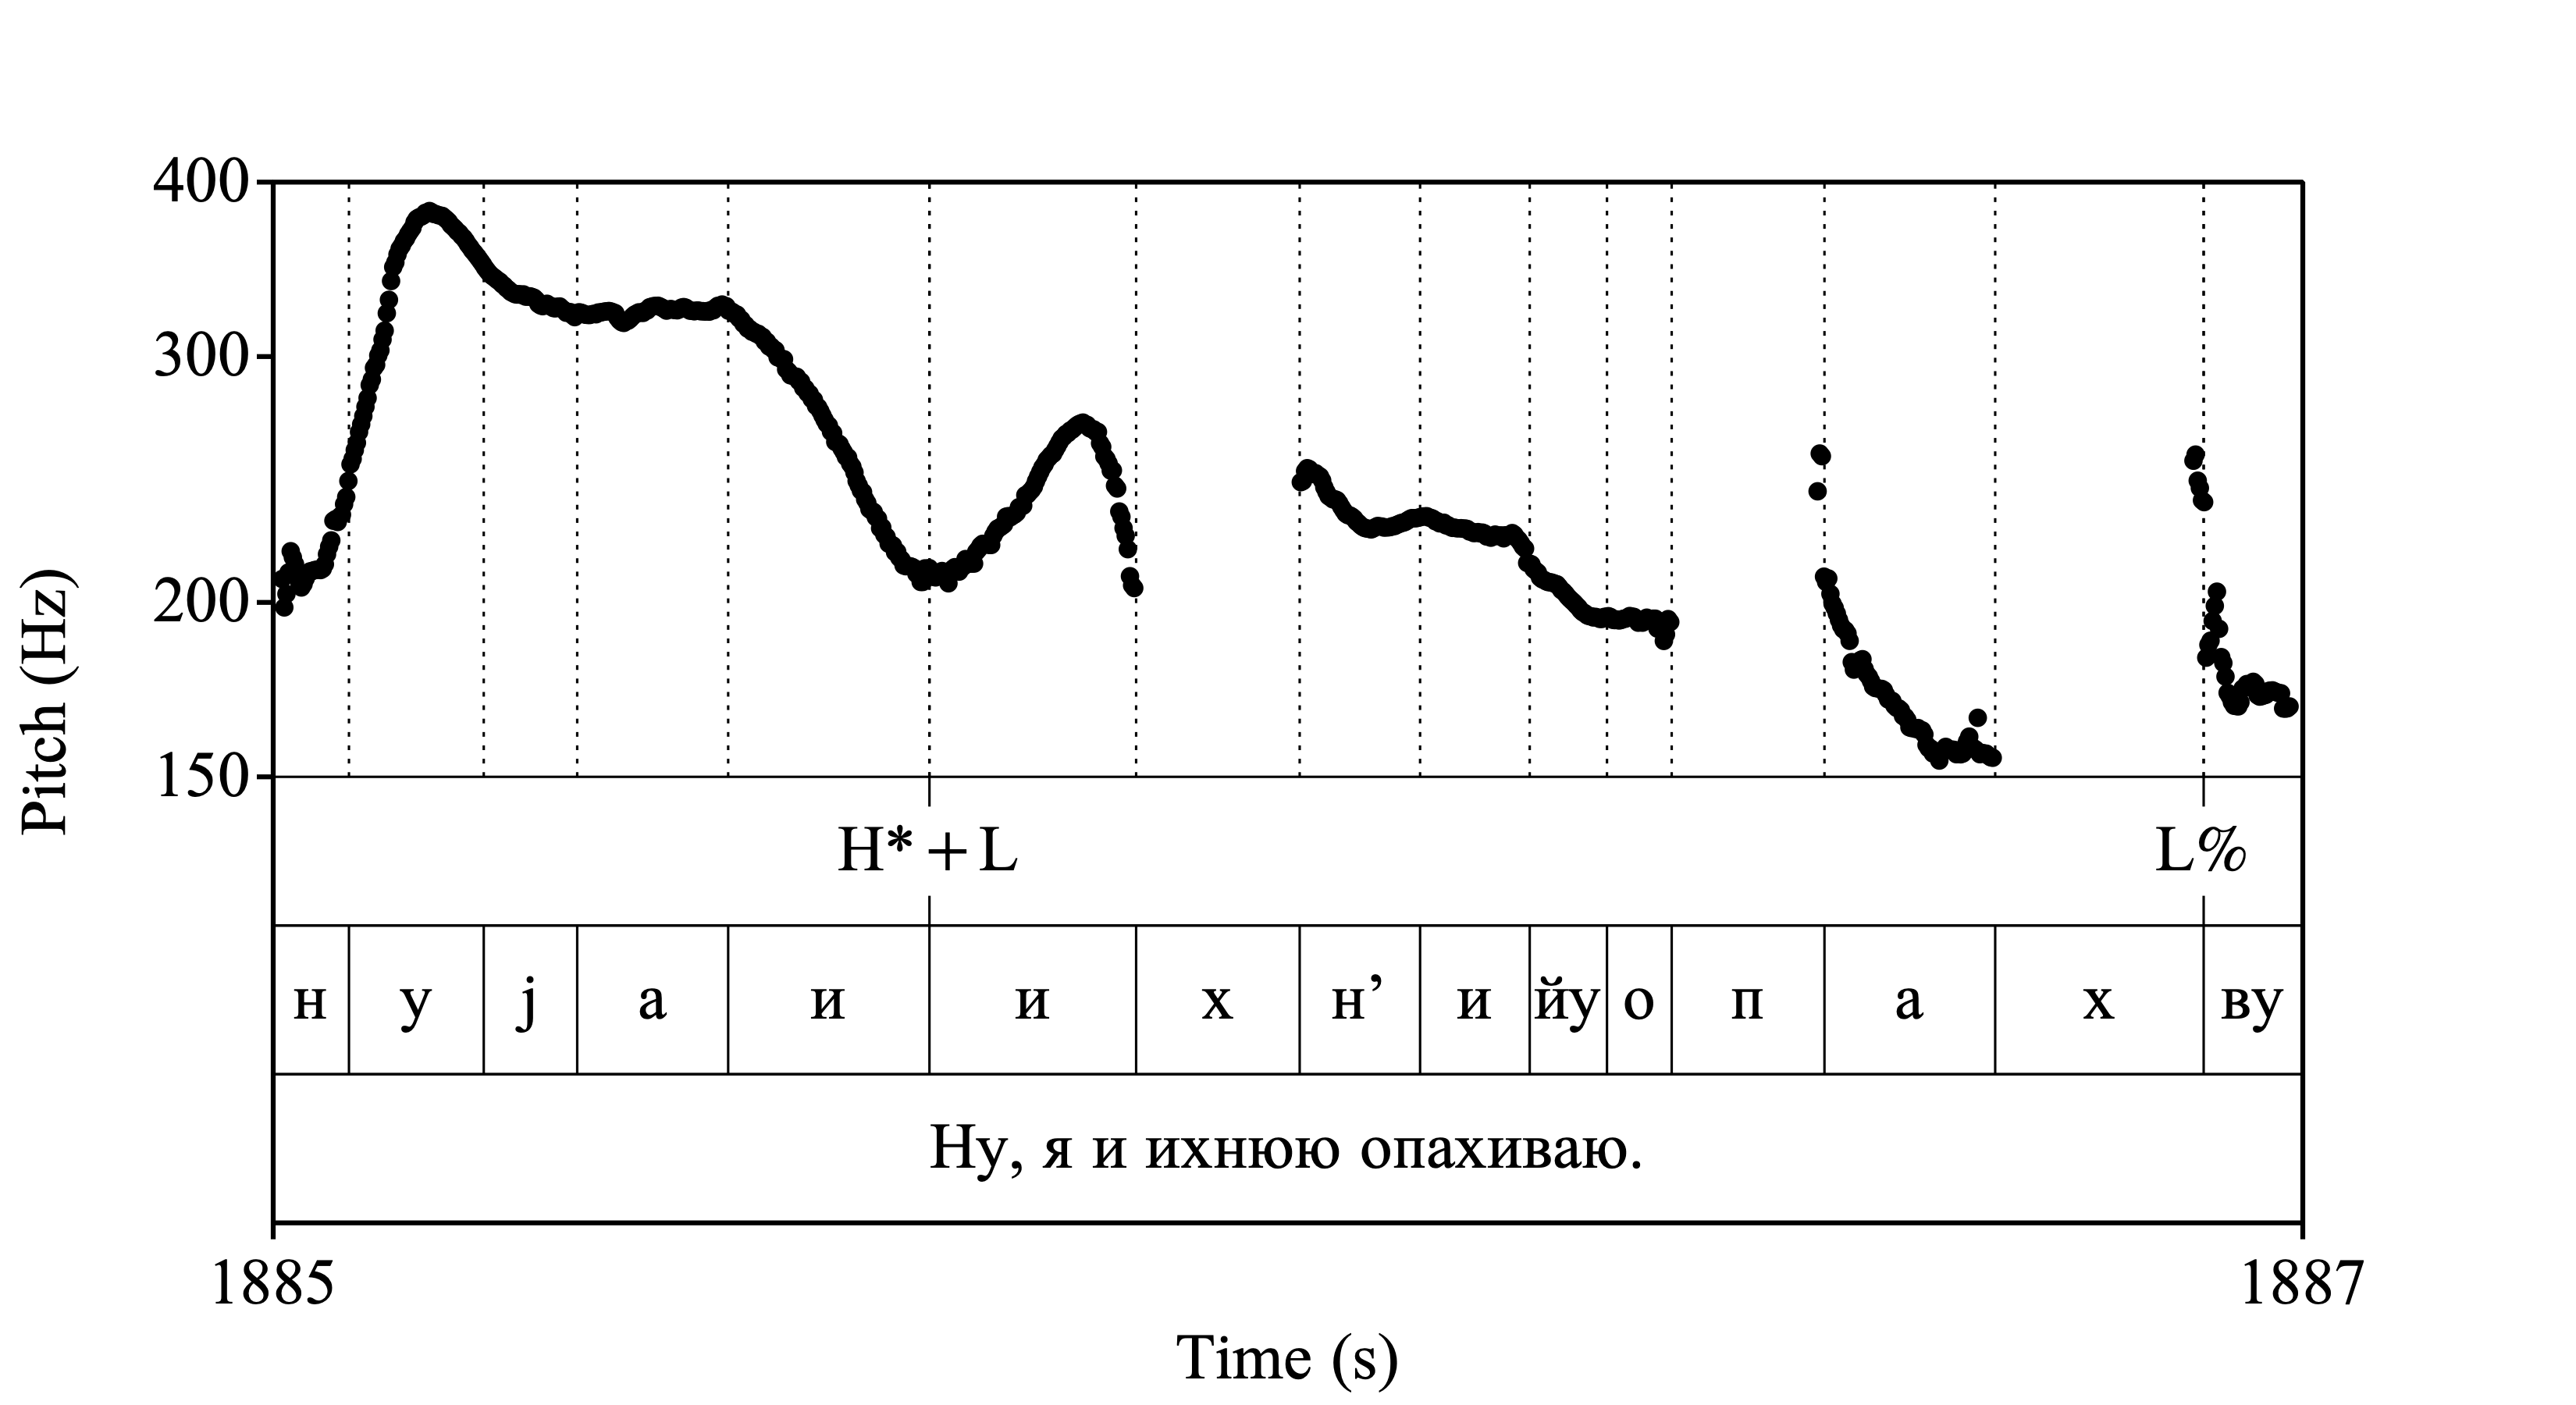 400
300
200
150
Pitch (Hz)
H* + L L%
н у j а и и х н’ и йу о п а х ву
Ну, я и ихнюю опахиваю.
1885 1887
Time (s)